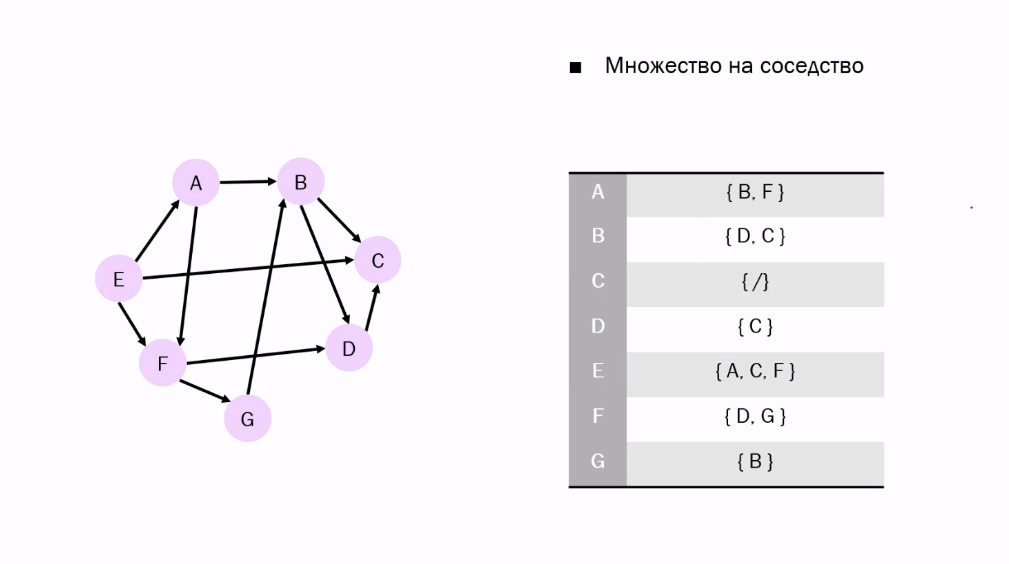 Множество на соседство
A
B
E
C
F
D
G
A { B, F }
B { D, C }
C { /}
D { C }
E { A, C, F }
F { D, G }
G { B }